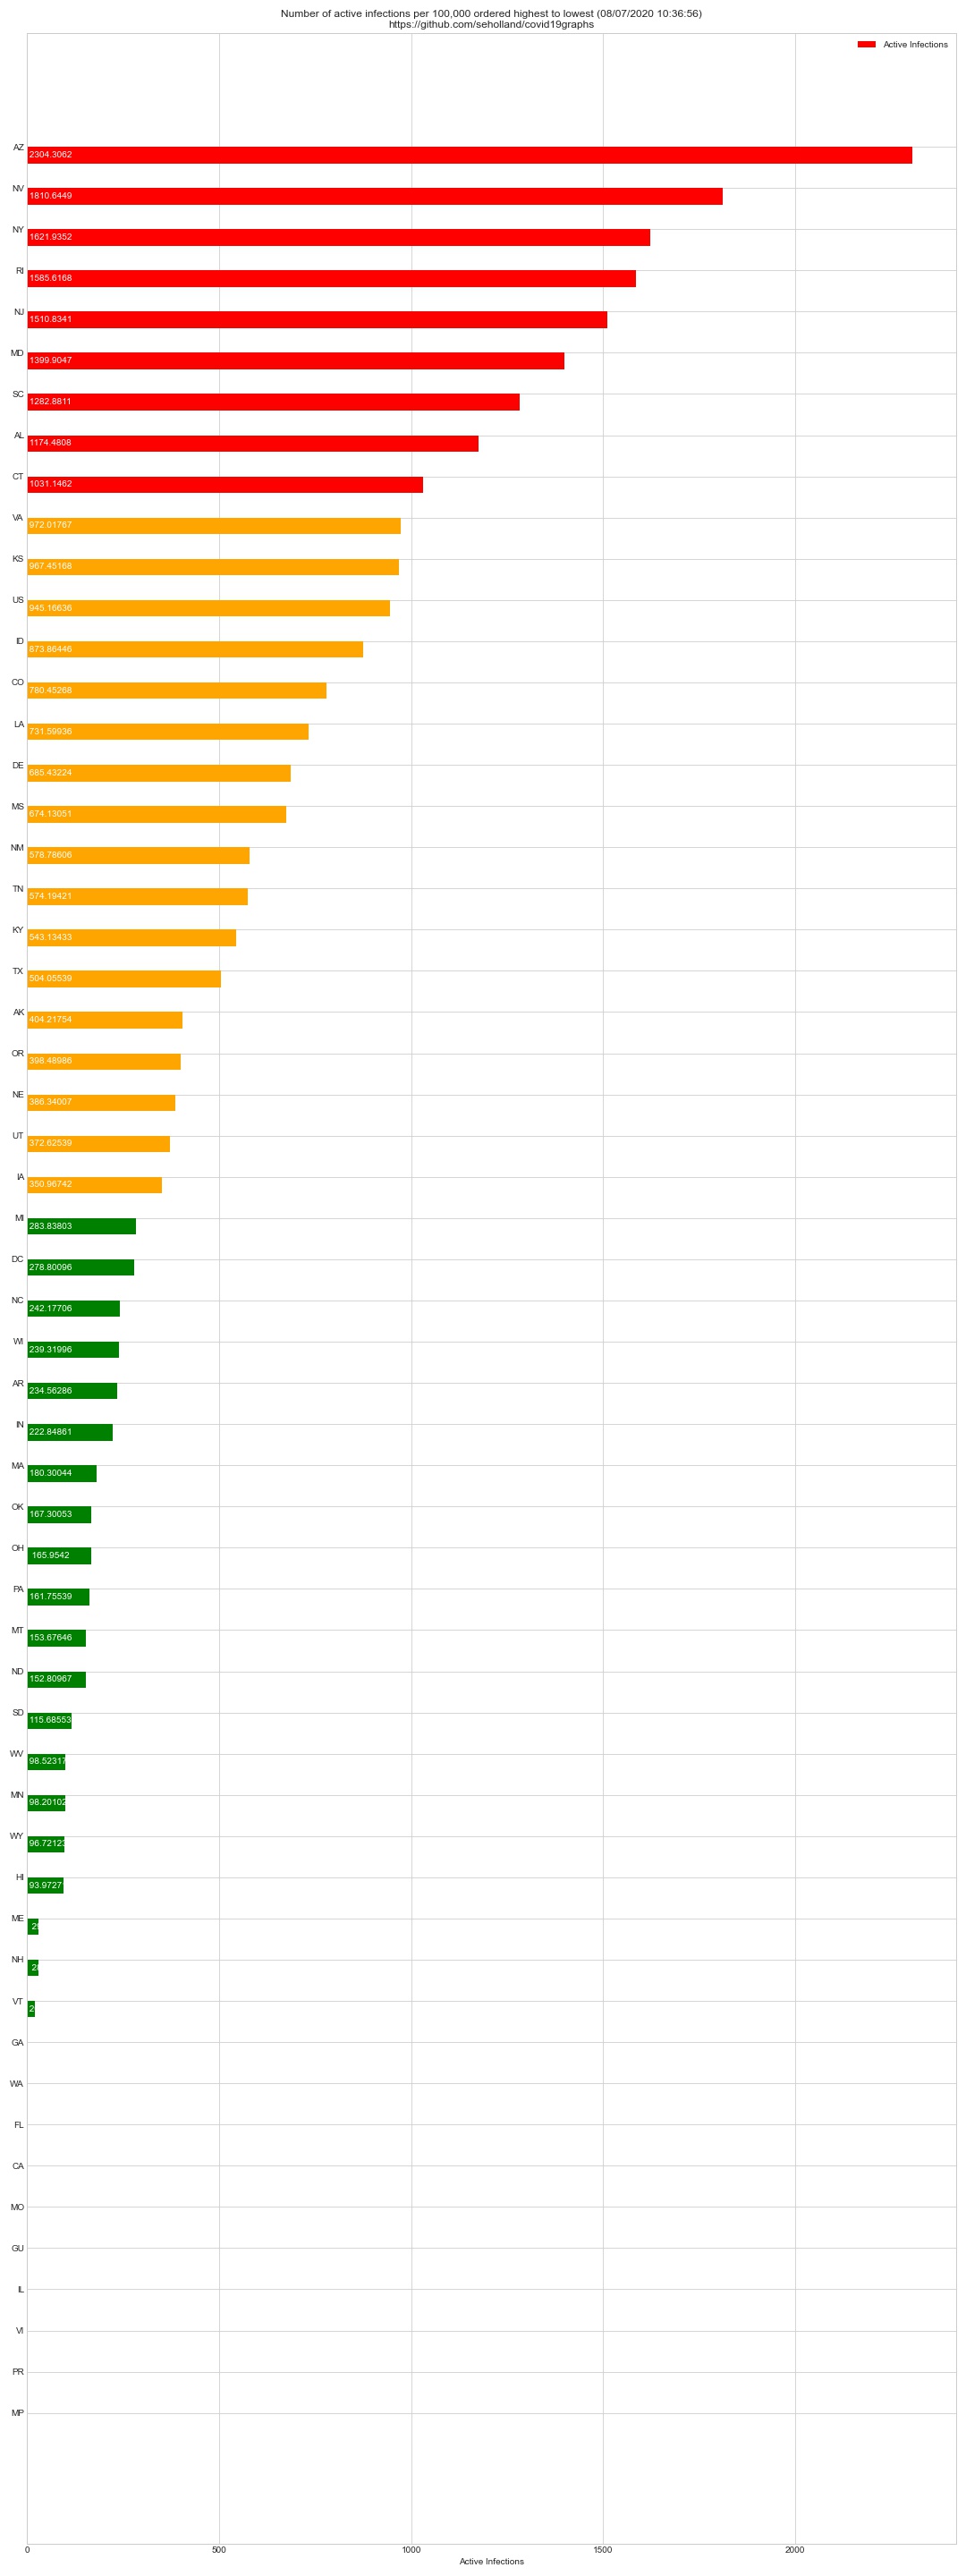 Number of active infections per 100,000 ordered highest to lowest (08/07/2020 10:36:56)
https://github.com/seholland/covid19graphs
Active Infections
AZ 2304.3062
NV 1810.6449
NY 1621.9352
RI 1585.6168
NJ 1510.8341
MD 1399.9047
SC 1282.8811
AL 1174.4808
CT 1031.1462
VA 972.01767
KS 967.45168
US 945.16636
ID 873.86446
CO 780.45268
LA 731.59936
DE 685.43224
MS 674.13051
NM 578.78606
TN 574.19421
KY 543.13433
TX 504.05539
AK 404.21754
OR 398.48986
NE 386.34007
UT 372.62539
IA 350.96742
MI 283.83803
DC 278.80096
NC 242.17706
WI 239.31996
AR 234.56286
IN 222.84861
MA 180.30044
OK 167.30053
OH 165.9542
PA 161.75539
MT 153.67646
ND 152.80967
SD 115.68553
WV 98.52317
MN 98.20102
WY 96.7212
HI 93.9727
ME
NH
VT
GA
WA
FL
CA
MO
GU
IL
VI
PR
MP
0 500 1000 1500 2000
Active Infections